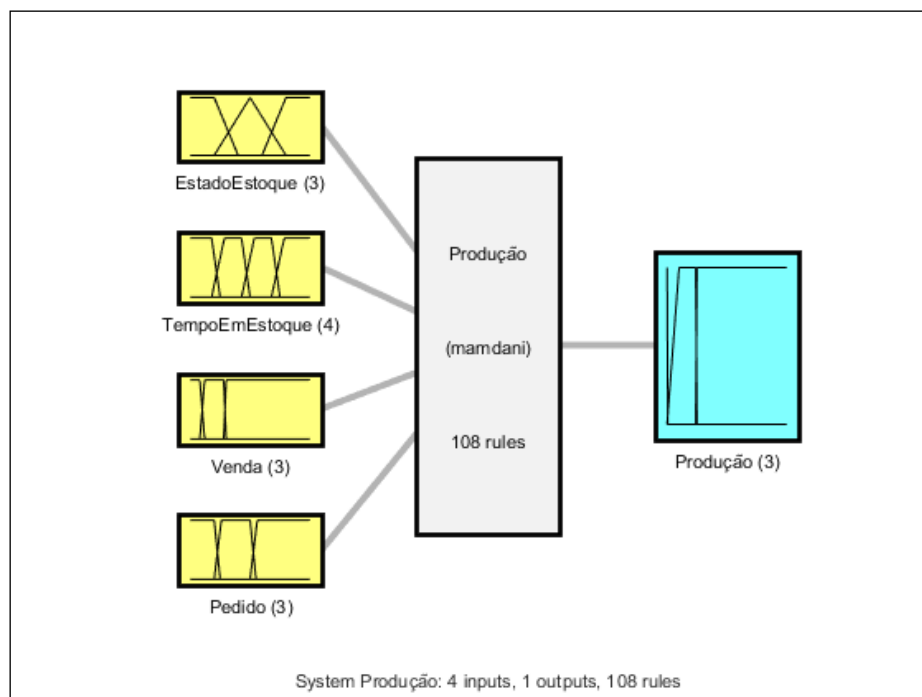 EstadoEstoque (3)
TempoEmEstoque (4)
Venda (3)
Pedido (3)
Produção
(mamdani)
108 rules
Produção (3)
System Produção: 4 inputs, 1 outputs, 108 rules